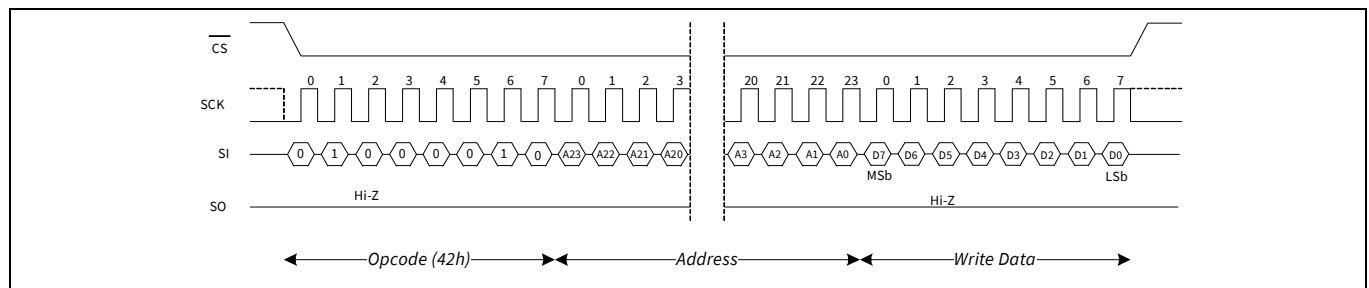 CS
0 1 2 3 4 5 6 7 0 1 2 3 20 21 22 23 0 1 2 3 4 5 6 7
SCK
SI 0 1 0 0 0 0 1 0 A23 A22 A21 A20 A3 A2 A1 A0 D7 D6 D5 D4 D3 D2 D1 D0
MSb LSb
Hi-Z Hi-Z
SO
Opcode (42h) Address Write Data